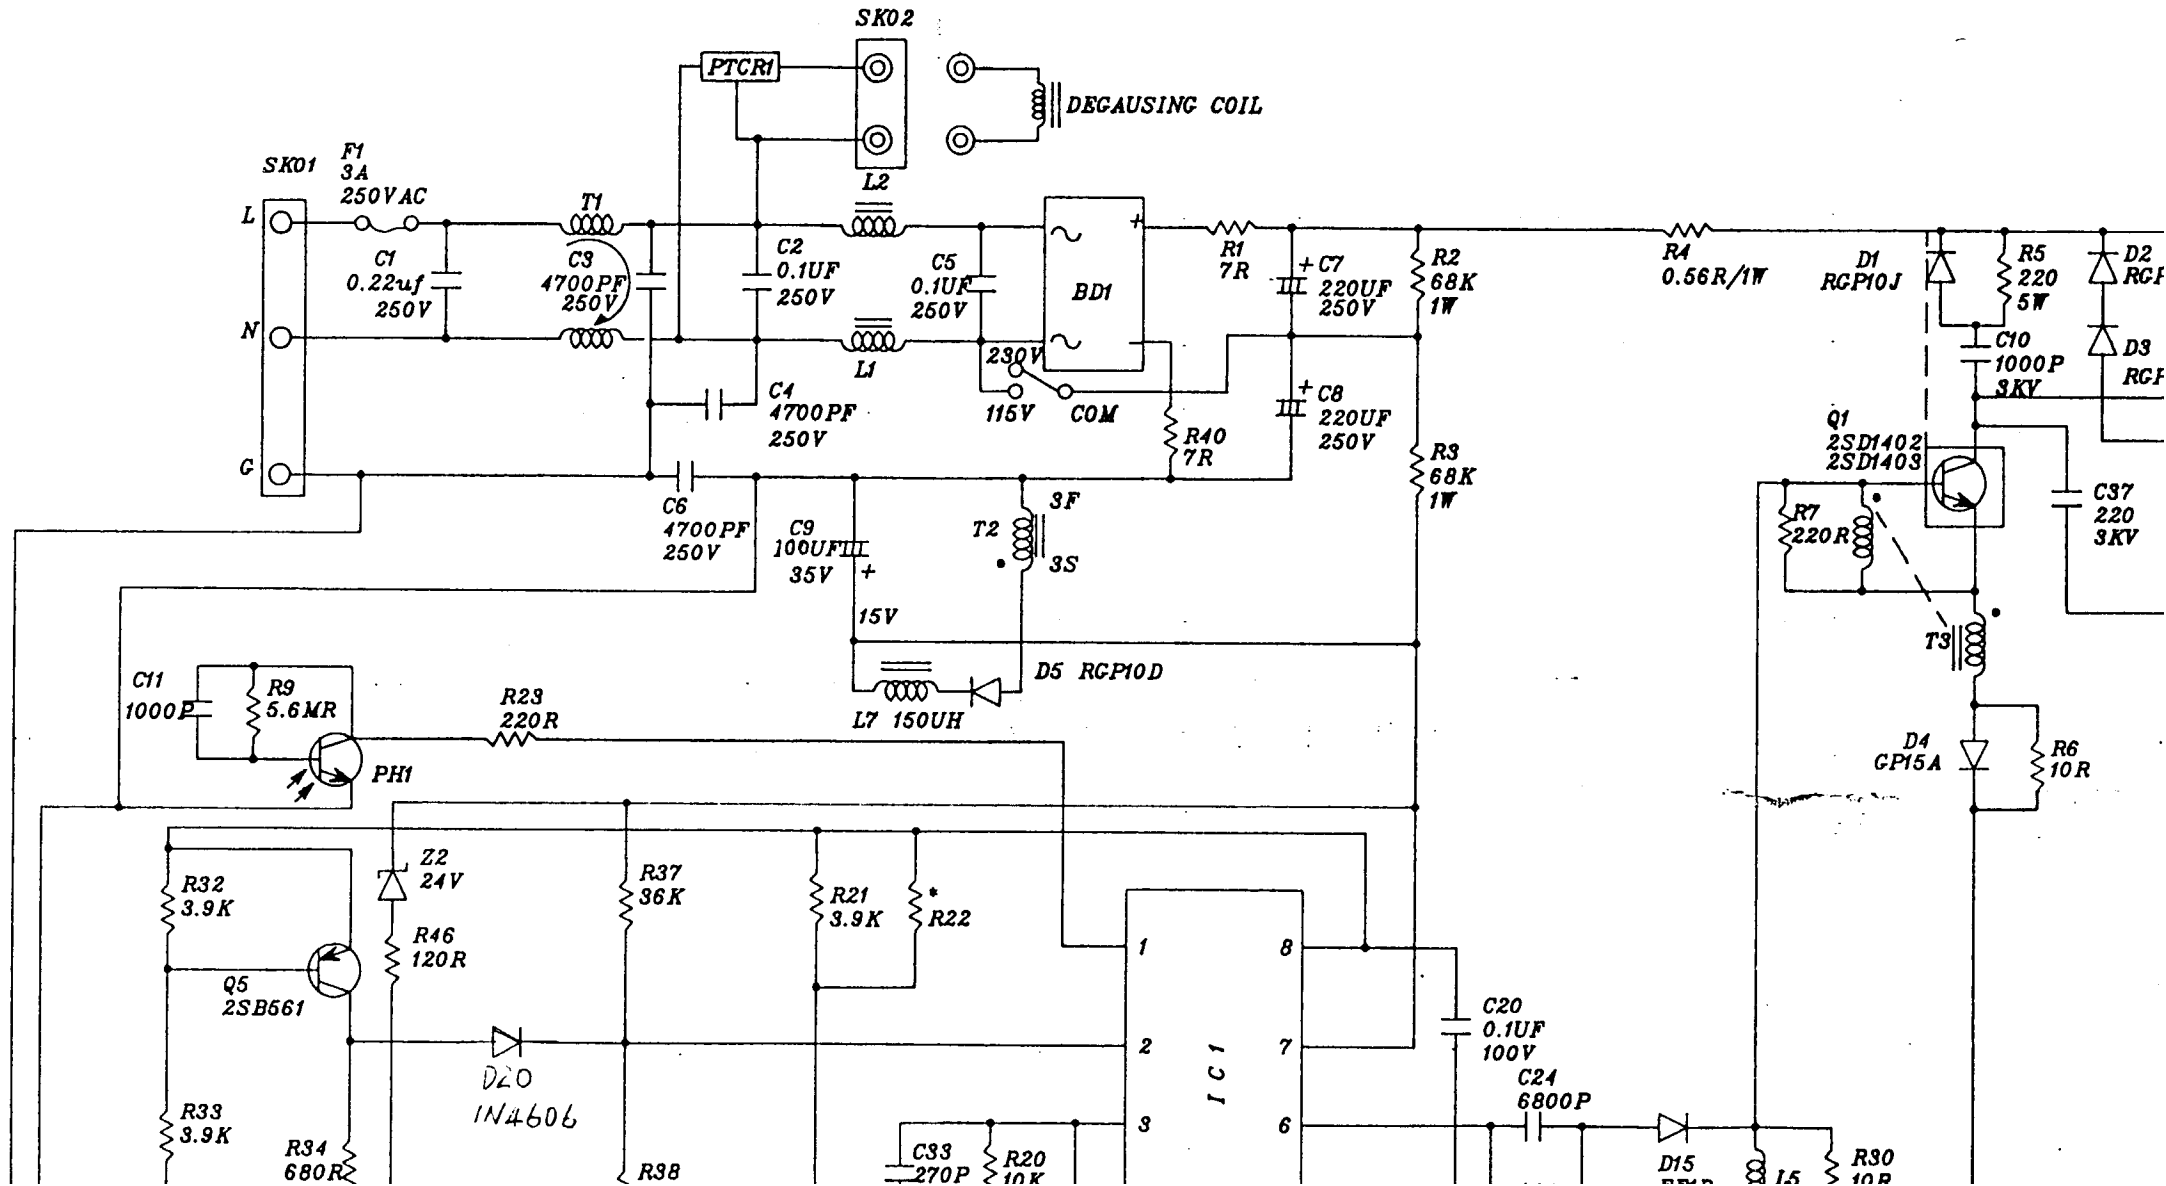 SK02
PTCR1
DEGAUSING COIL
SK01
F1
3A
250VAC
L2
L
T1
C1
0.22uf
250V
C3
4700PF
250V
C2
0.1UF
250V
C5
0.1UF
250V
BD1
+
−
R1
7R
+
C7
220UF
250V
R2
68K
1W
R4
0.56R/1W
D1
RGP10J
R5
220
5W
D2
RGP
N
L1
230V
115V
COM
C10
1000P
3KV
D3
RGP
C4
4700PF
250V
R40
7R
+
C8
220UF
250V
R3
68K
1W
Q1
2SD1402
2SD1403
G
C6
4700PF
250V
C9
100UF
35V
+
T2
3F
3S
R7
220R
C37
220
3KV
15V
T3
C11
1000P
R9
5.6MR
R23
220R
L7 150UH
D5 RGP10D
PH1
D4
GP15A
R6
10R
R32
3.9K
Z2
24V
R37
36K
R21
3.9K
*
R22
R46
120R
Q5
2SB561
1
8
2
7
3
6
IC1
C20
0.1UF
100V
D20
1N4606
C24
6800P
R33
3.9K
R34
680R
R38
C33
270P
R20
10K
D15
L5
R30
10R